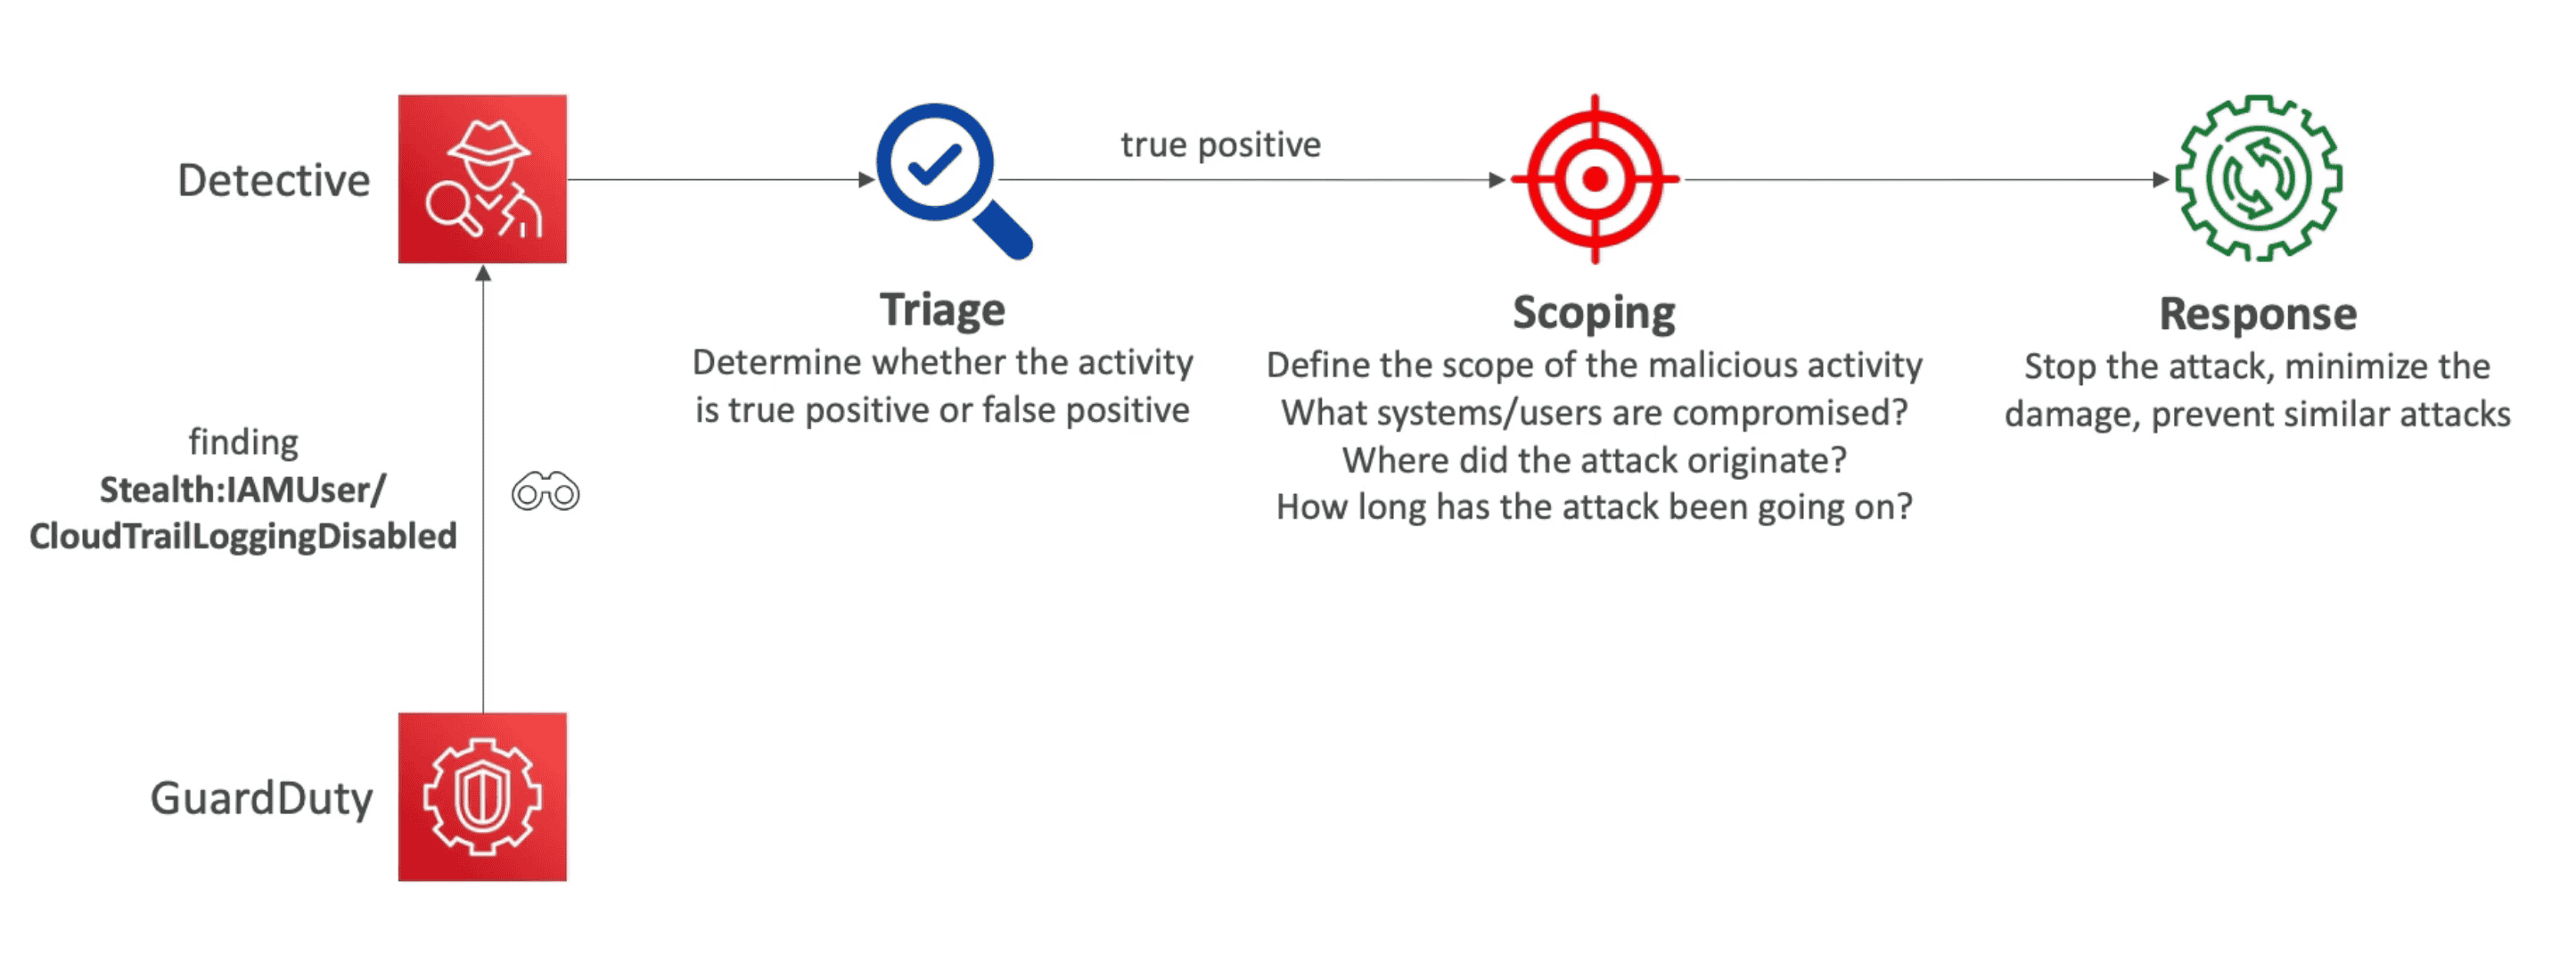 Detective
true positive
Triage
Determine whether the activity
is true positive or false positive
Scoping
Define the scope of the malicious activity
What systems/users are compromised?
Where did the attack originate?
How long has the attack been going on?
Response
Stop the attack, minimize the
damage, prevent similar attacks
finding
Stealth:IAMUser/
CloudTrailLoggingDisabled
GuardDuty